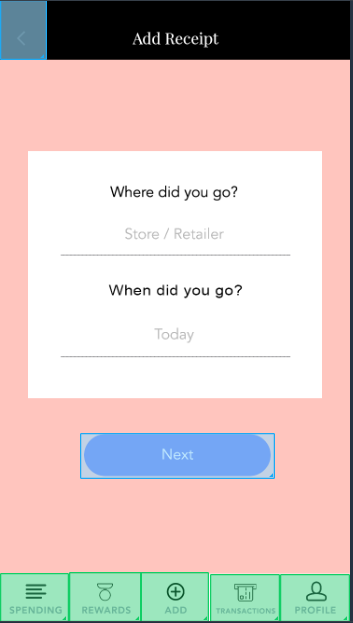 Add Receipt
Where did you go?
Store / Retailer
When did you go?
Today
Next
SPENDING REWARDS ADD TRANSACTIONS PROFILE